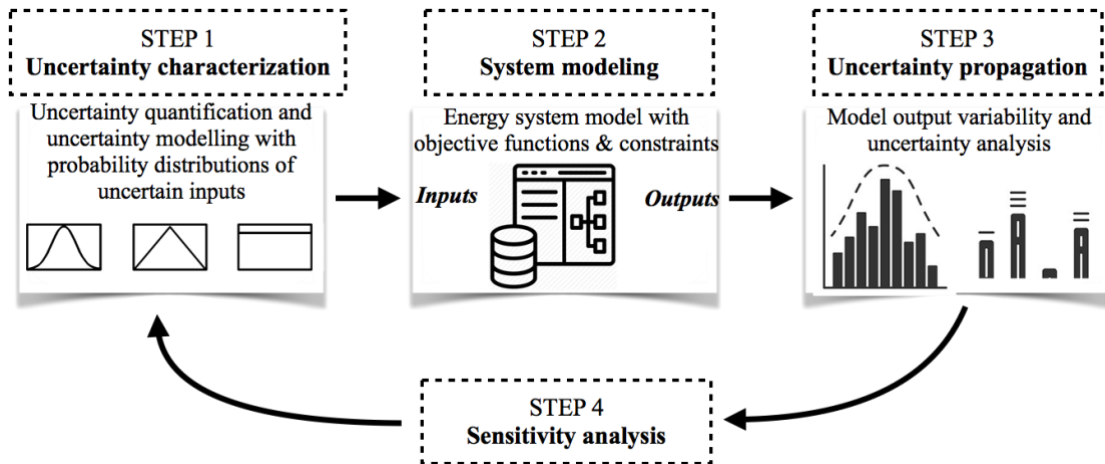 STEP 1
Uncertainty characterization
Uncertainty quantification and
uncertainty modelling with
probability distributions of
uncertain inputs
STEP 2
System modeling
Energy system model with
objective functions & constraints
Inputs
Outputs
STEP 3
Uncertainty propagation
Model output variability and
uncertainty analysis
STEP 4
Sensitivity analysis